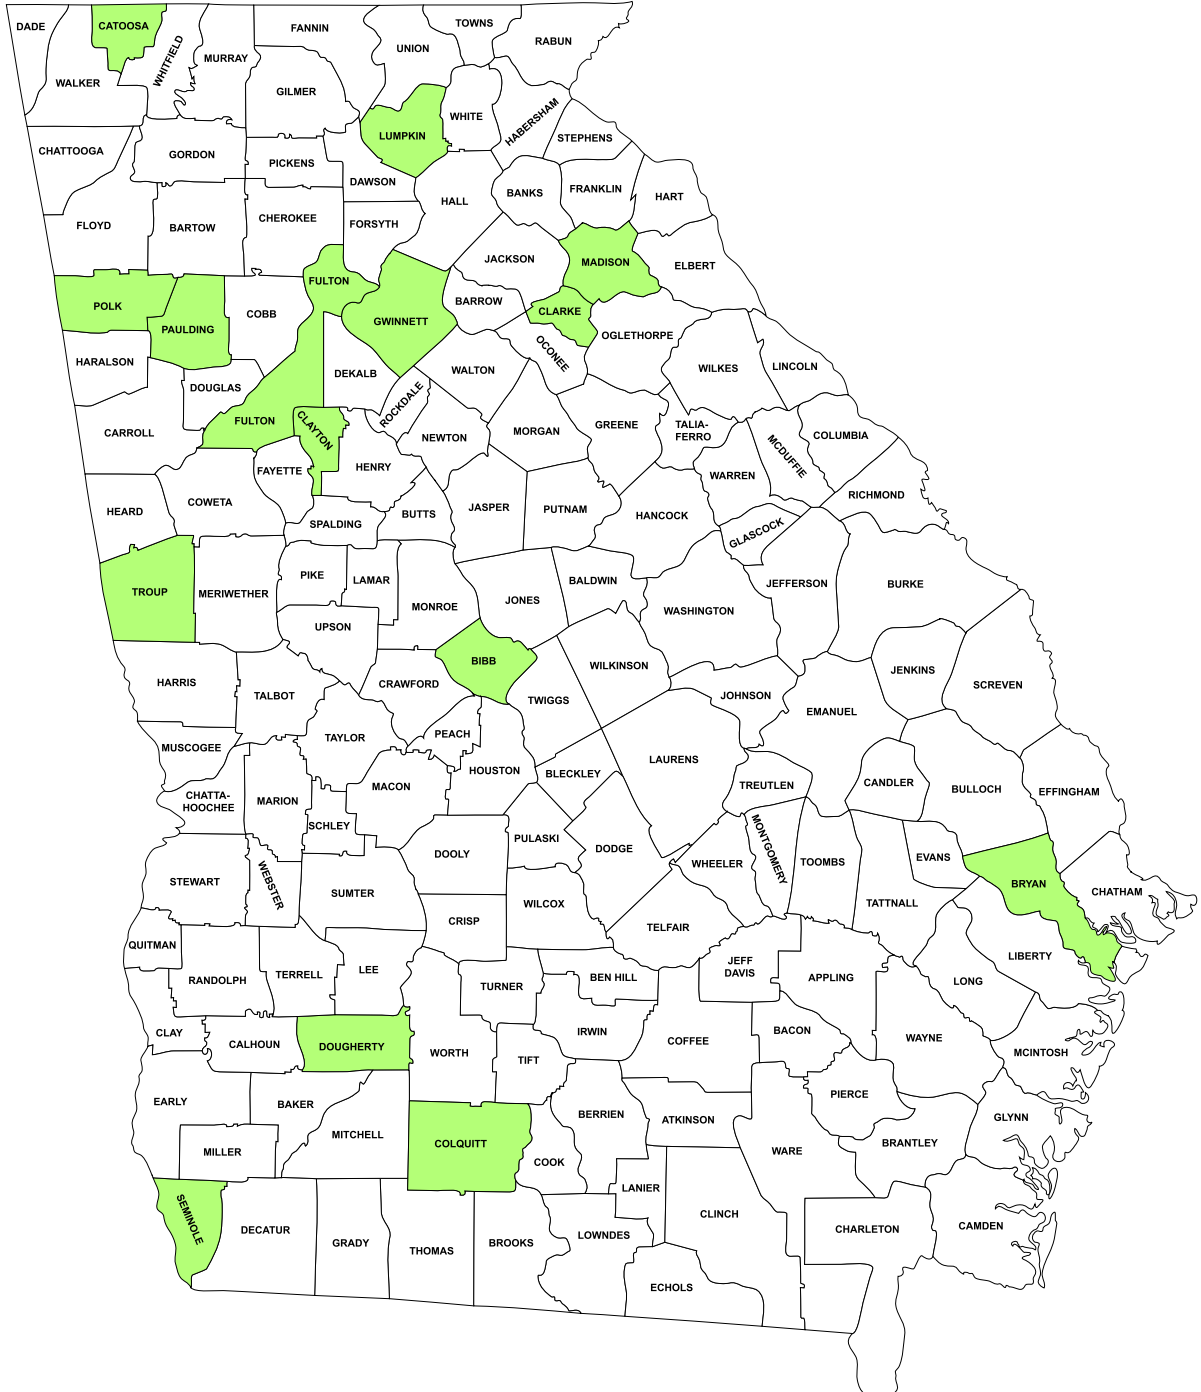 DADE
CATOOSA
WHITFIELD
MURRAY
FANNIN
UNION
TOWNS
RABUN
WALKER
GILMER
WHITE
HABERSHAM
LUMPKIN
STEPHENS
CHATTOOGA
GORDON
PICKENS
DAWSON
HALL
BANKS
FRANKLIN
HART
FLOYD
BARTOW
CHEROKEE
FORSYTH
JACKSON
MADISON
ELBERT
POLK
PAULDING
COBB
FULTON
GWINNETT
BARROW
CLARKE
OGLETHORPE
OCONEE
HARALSON
DOUGLAS
DEKALB
ROCKDALE
WALTON
WILKES
LINCOLN
CARROLL
FULTON
CLAYTON
NEWTON
MORGAN
GREENE
TALIA-
FERRO
MCDUFFIE
COLUMBIA
FAYETTE
HENRY
WARREN
RICHMOND
HEARD
COWETA
SPALDING
BUTTS
JASPER
PUTNAM
HANCOCK
GLASCOCK
TROUP
MERIWETHER
PIKE
LAMAR
MONROE
JONES
BALDWIN
WASHINGTON
JEFFERSON
BURKE
UPSON
BIBB
WILKINSON
JENKINS
SCREVEN
HARRIS
TALBOT
CRAWFORD
TWIGGS
JOHNSON
EMANUEL
MUSCOGEE
TAYLOR
PEACH
HOUSTON
BLECKLEY
LAURENS
TREUTLEN
CANDLER
BULLOCH
EFFINGHAM
CHATTA-
HOOCHEE
MARION
MACON
SCHLEY
DOOLY
PULASKI
DODGE
WHEELER
MONTGOMERY
TOOMBS
EVANS
BRYAN
CHATHAM
STEWART
WEBSTER
SUMTER
CRISP
WILCOX
TELFAIR
TATTNALL
QUITMAN
RANDOLPH
TERRELL
LEE
TURNER
BEN HILL
JEFF
DAVIS
APPLING
LONG
LIBERTY
CLAY
CALHOUN
DOUGHERTY
WORTH
TIFT
IRWIN
COFFEE
BACON
WAYNE
MCINTOSH
EARLY
BAKER
MITCHELL
COLQUITT
BERRIEN
ATKINSON
PIERCE
GLYNN
MILLER
COOK
WARE
BRANTLEY
SEMINOLE
DECATUR
GRADY
THOMAS
BROOKS
LANIER
LOWNDES
CLINCH
CHARLETON
CAMDEN
ECHOLS